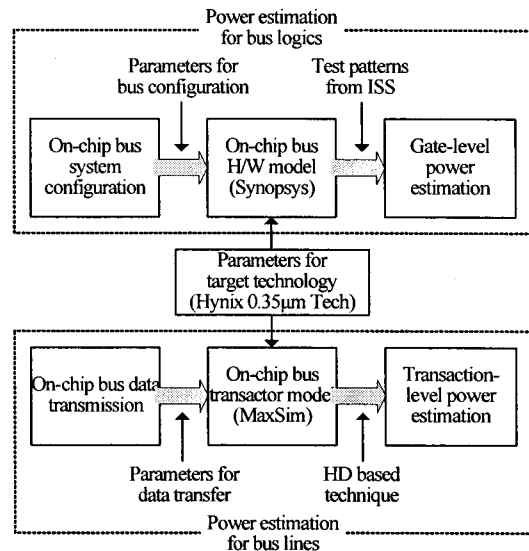 Power estimation
for bus logics
Parameters for
bus configuration
Test patterns
from ISS
On-chip bus
system
configuration
On-chip bus
H/W model
(Synopsys)
Gate-level
power
estimation
Parameters for
target technology
(Hynix 0.35μm Tech)
On-chip bus data
transmission
On-chip bus
transactor mode
(MaxSim)
Transaction-
level power
estimation
Parameters for
data transfer
HD based
technique
Power estimation
for bus lines